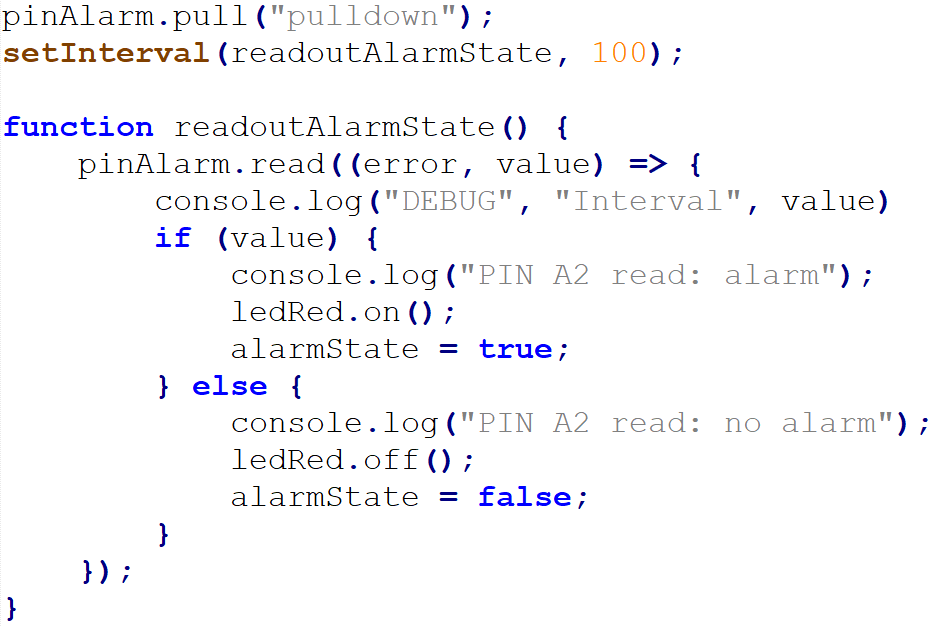 pinAlarm.pull("pulldown");
setInterval(readoutAlarmState, 100);

function readoutAlarmState() {
    pinAlarm.read((error, value) => {
        console.log("DEBUG", "Interval", value)
        if (value) {
            console.log("PIN A2 read: alarm");
            ledRed.on();
            alarmState = true;
        } else {
            console.log("PIN A2 read: no alarm");
            ledRed.off();
            alarmState = false;
        }
    });
}